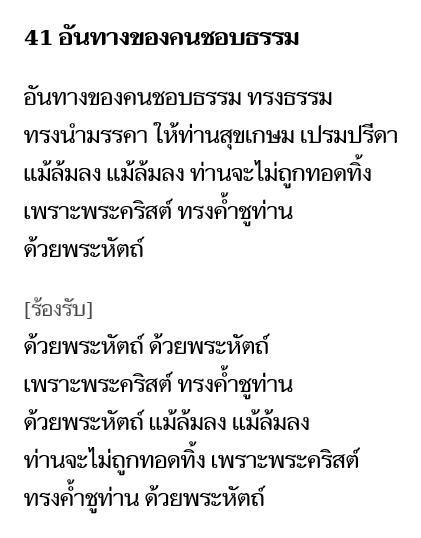 41 อันทางของคนชอบธรรม
อันทางของคนชอบธรรม ทรงธรรม
ทรงนำมรรคา ให้ท่านสุขเกษม เปรมปรีดา
แม้ล้มลง แม้ล้มลง ท่านจะไม่ถูกทอดทิ้ง
เพราะพระคริสต์ ทรงค้ำชูท่าน
ด้วยพระหัตถ์
[ร้องรับ]
ด้วยพระหัตถ์ ด้วยพระหัตถ์
เพราะพระคริสต์ ทรงค้ำชูท่าน
ด้วยพระหัตถ์ แม้ล้มลง แม้ล้มลง
ท่านจะไม่ถูกทอดทิ้ง เพราะพระคริสต์
ทรงค้ำชูท่าน ด้วยพระหัตถ์